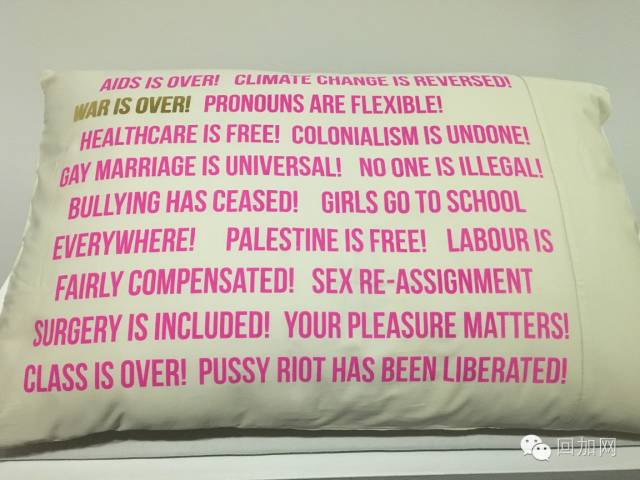 AIDS IS OVER! CLIMATE CHANGE IS REVERSED!
WAR IS OVER! PRONOUNS ARE FLEXIBLE!
HEALTHCARE IS FREE! COLONIALISM IS UNDONE!
GAY MARRIAGE IS UNIVERSAL! NO ONE IS ILLEGAL!
BULLYING HAS CEASED! GIRLS GO TO SCHOOL
EVERYWHERE! PALESTINE IS FREE! LABOUR IS
FAIRLY COMPENSATED! SEX RE-ASSIGNMENT
SURGERY IS INCLUDED! YOUR PLEASURE MATTERS!
CLASS IS OVER! PUSSY RIOT HAS BEEN LIBERATED!
回加网